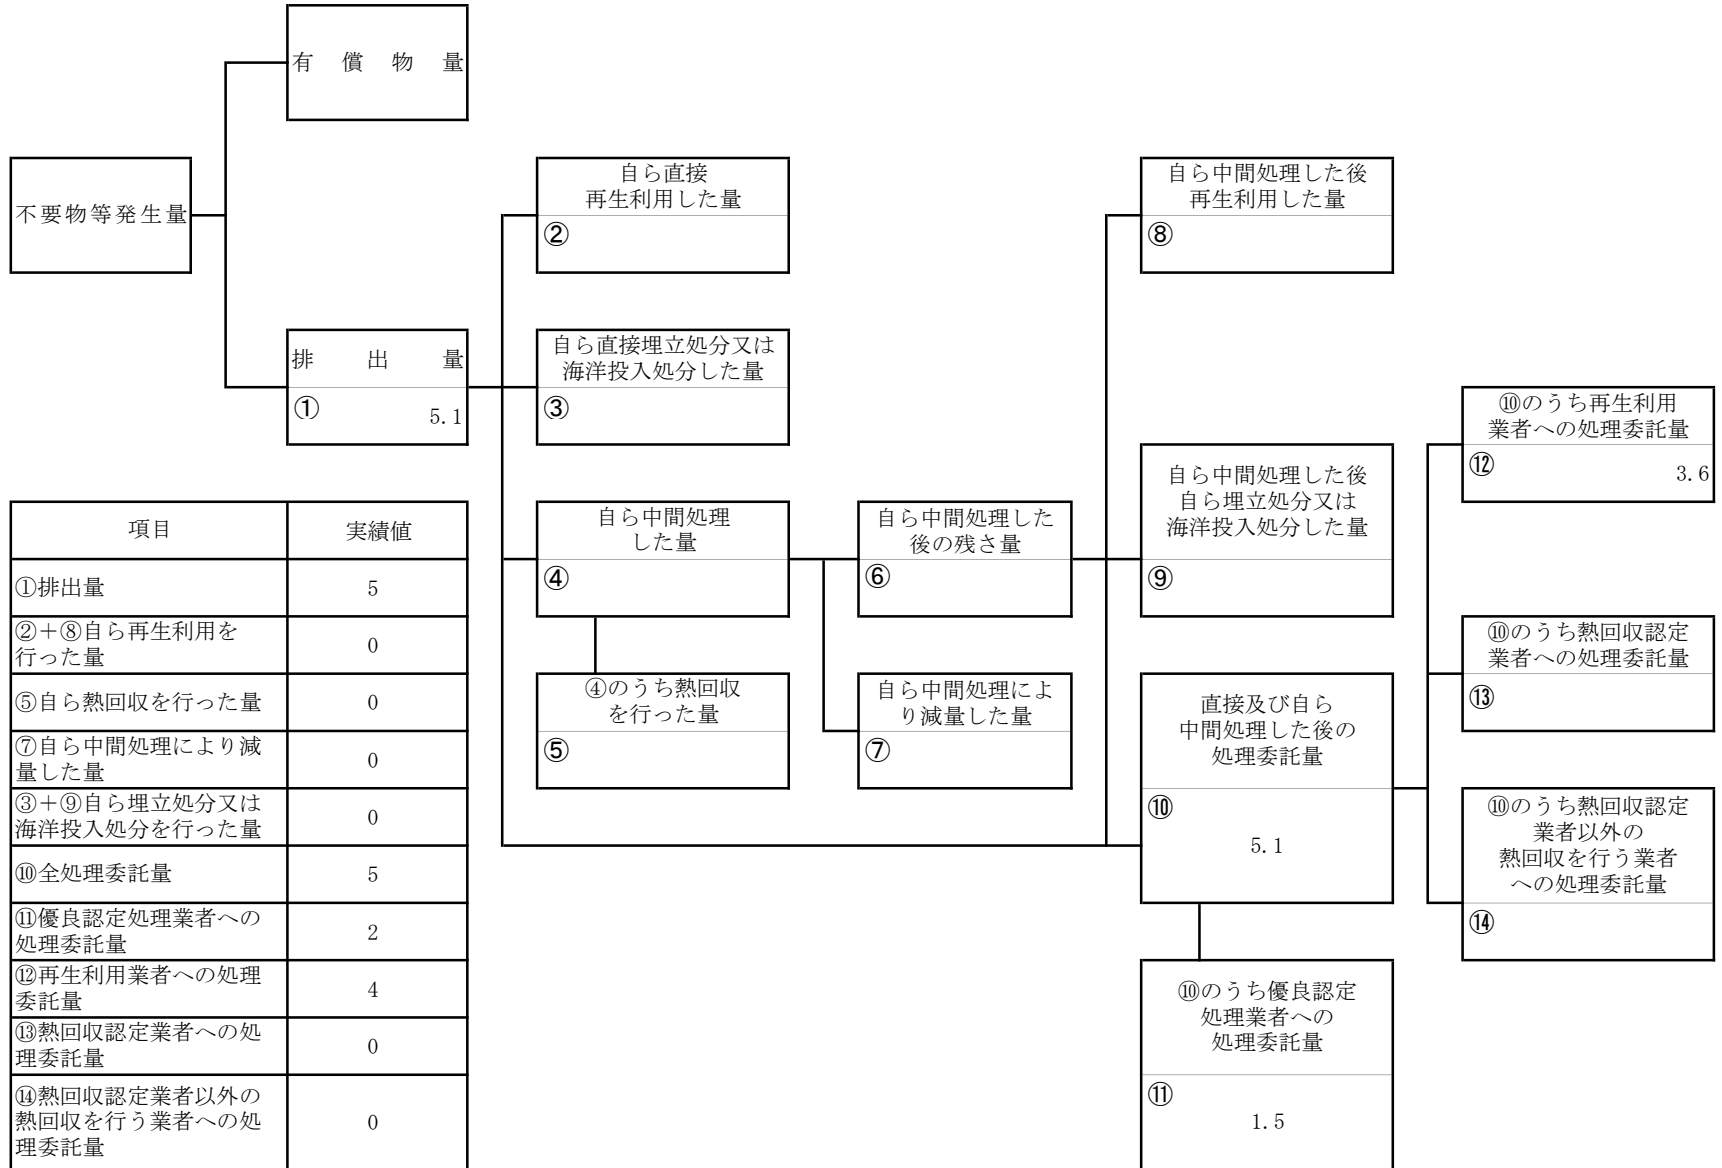 有償物量
不要物等発生量
排出量
①
5.1
自ら直接
再生利用した量
②
自ら直接埋立処分又は
海洋投入処分した量
③
自ら中間処理
した量
④
④のうち熱回収
を行った量
⑤
自ら中間処理した
後の残さ量
⑥
自ら中間処理によ
り減量した量
⑦
自ら中間処理した後
再生利用した量
⑧
自ら中間処理した後
自ら埋立処分又は
海洋投入処分した量
⑨
直接及び自ら
中間処理した後の
処理委託量
⑩
5.1
⑩のうち優良認定
処理業者への
処理委託量
⑪
1.5
⑩のうち再生利用
業者への処理委託量
⑫
3.6
⑩のうち熱回収認定
業者への処理委託量
⑬
⑩のうち熱回収認定
業者以外の
熱回収を行う業者
への処理委託量
⑭
項目 実績値
①排出量 5
②＋⑧自ら再生利用を
行った量 0
⑤自ら熱回収を行った量 0
⑦自ら中間処理により減
量した量 0
③＋⑨自ら埋立処分又は
海洋投入処分を行った量 0
⑩全処理委託量 5
⑪優良認定処理業者への
処理委託量 2
⑫再生利用業者への処理
委託量 4
⑬熱回収認定業者への処
理委託量 0
⑭熱回収認定業者以外の
熱回収を行う業者への処 0
理委託量